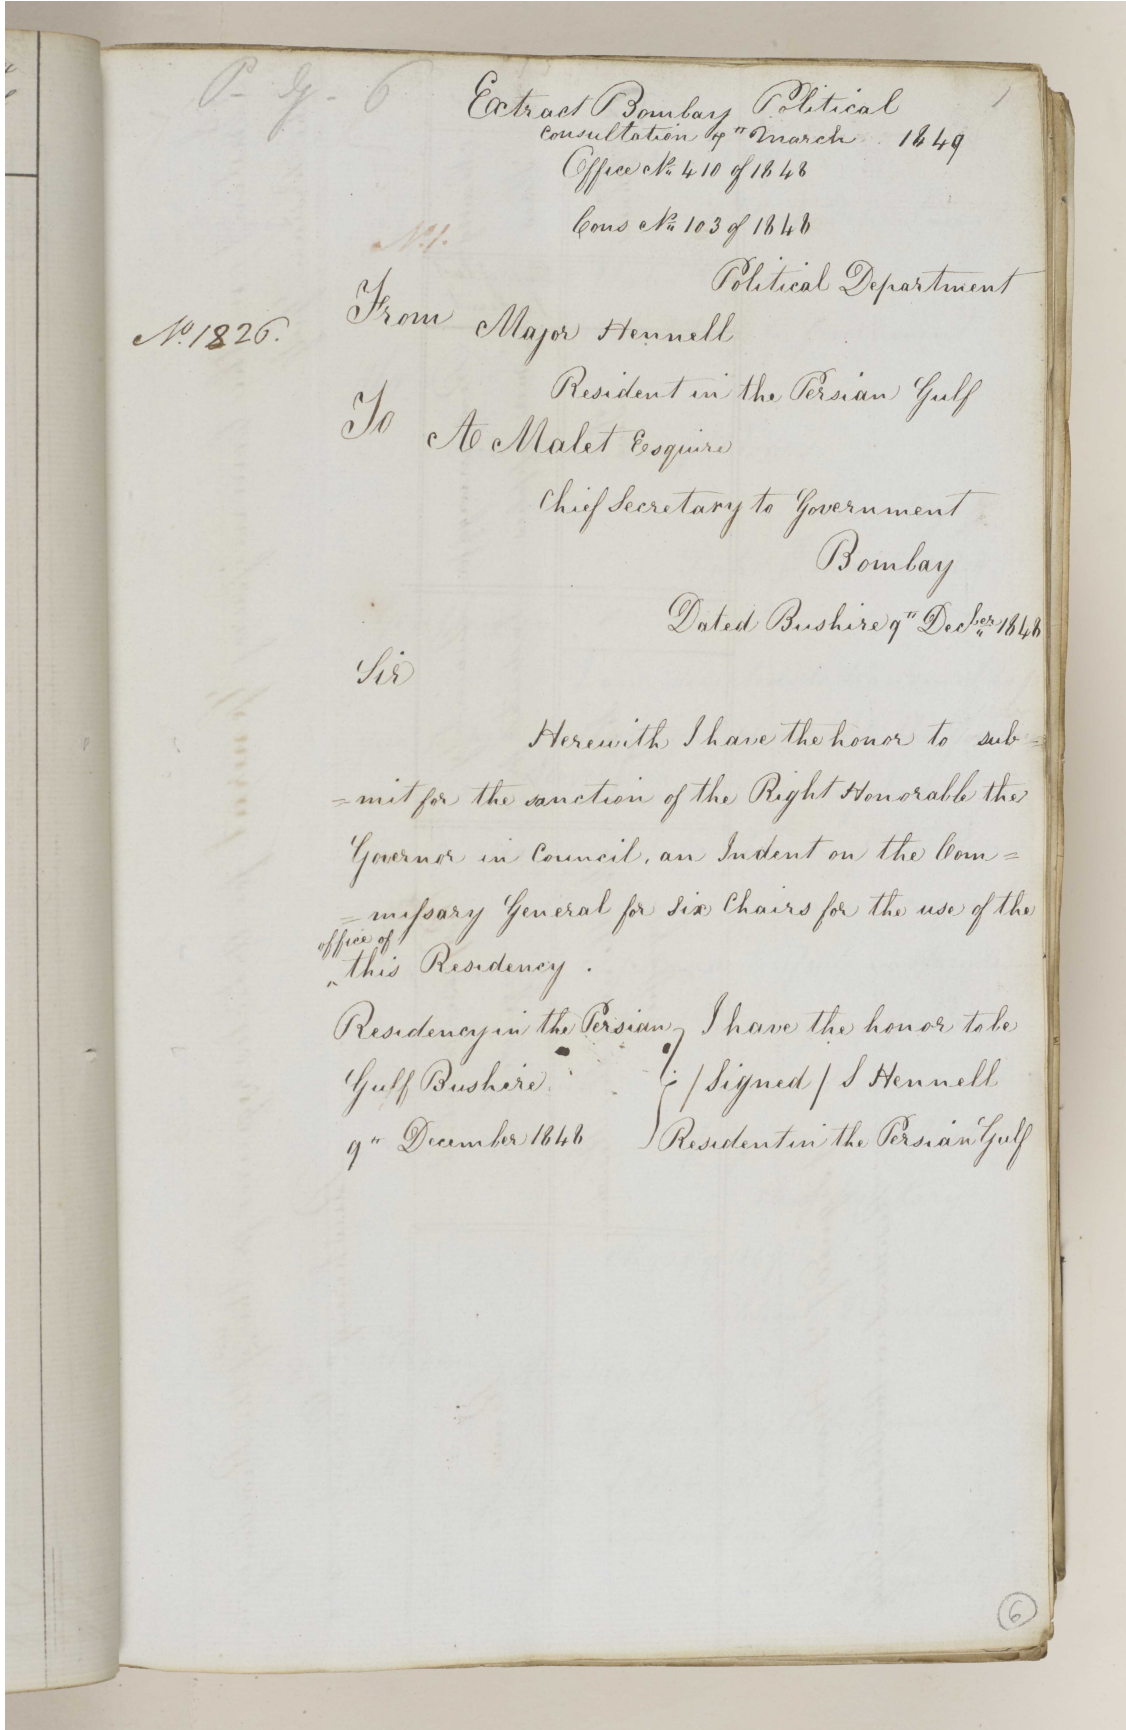 P- 6
1
Extract Bombay Political
Consultation 7" March 1849
Office No 410 of 1848
Cons No 103 of 1848
No. 1.
Political Department
From Major Hennell
No. 1826.
Resident in the Persian Gulf
To A Malet Esquire
Chief Secretary to Government
Bombay
Dated Bushire 9" Decber 1848
Sir
Herewith I have the honor to sub=
=mit for the sanction of the Right Honorable the
Governor in Council, an Indent on the Com=
=mifsary General for Six Chairs for the use of the
office of
^this Residency.
Residency in the Persian } I have the honor to be
Gulf Bushire } / Signed / S Hennell
9" December 1848 } Resident in the Persian Gulf
6